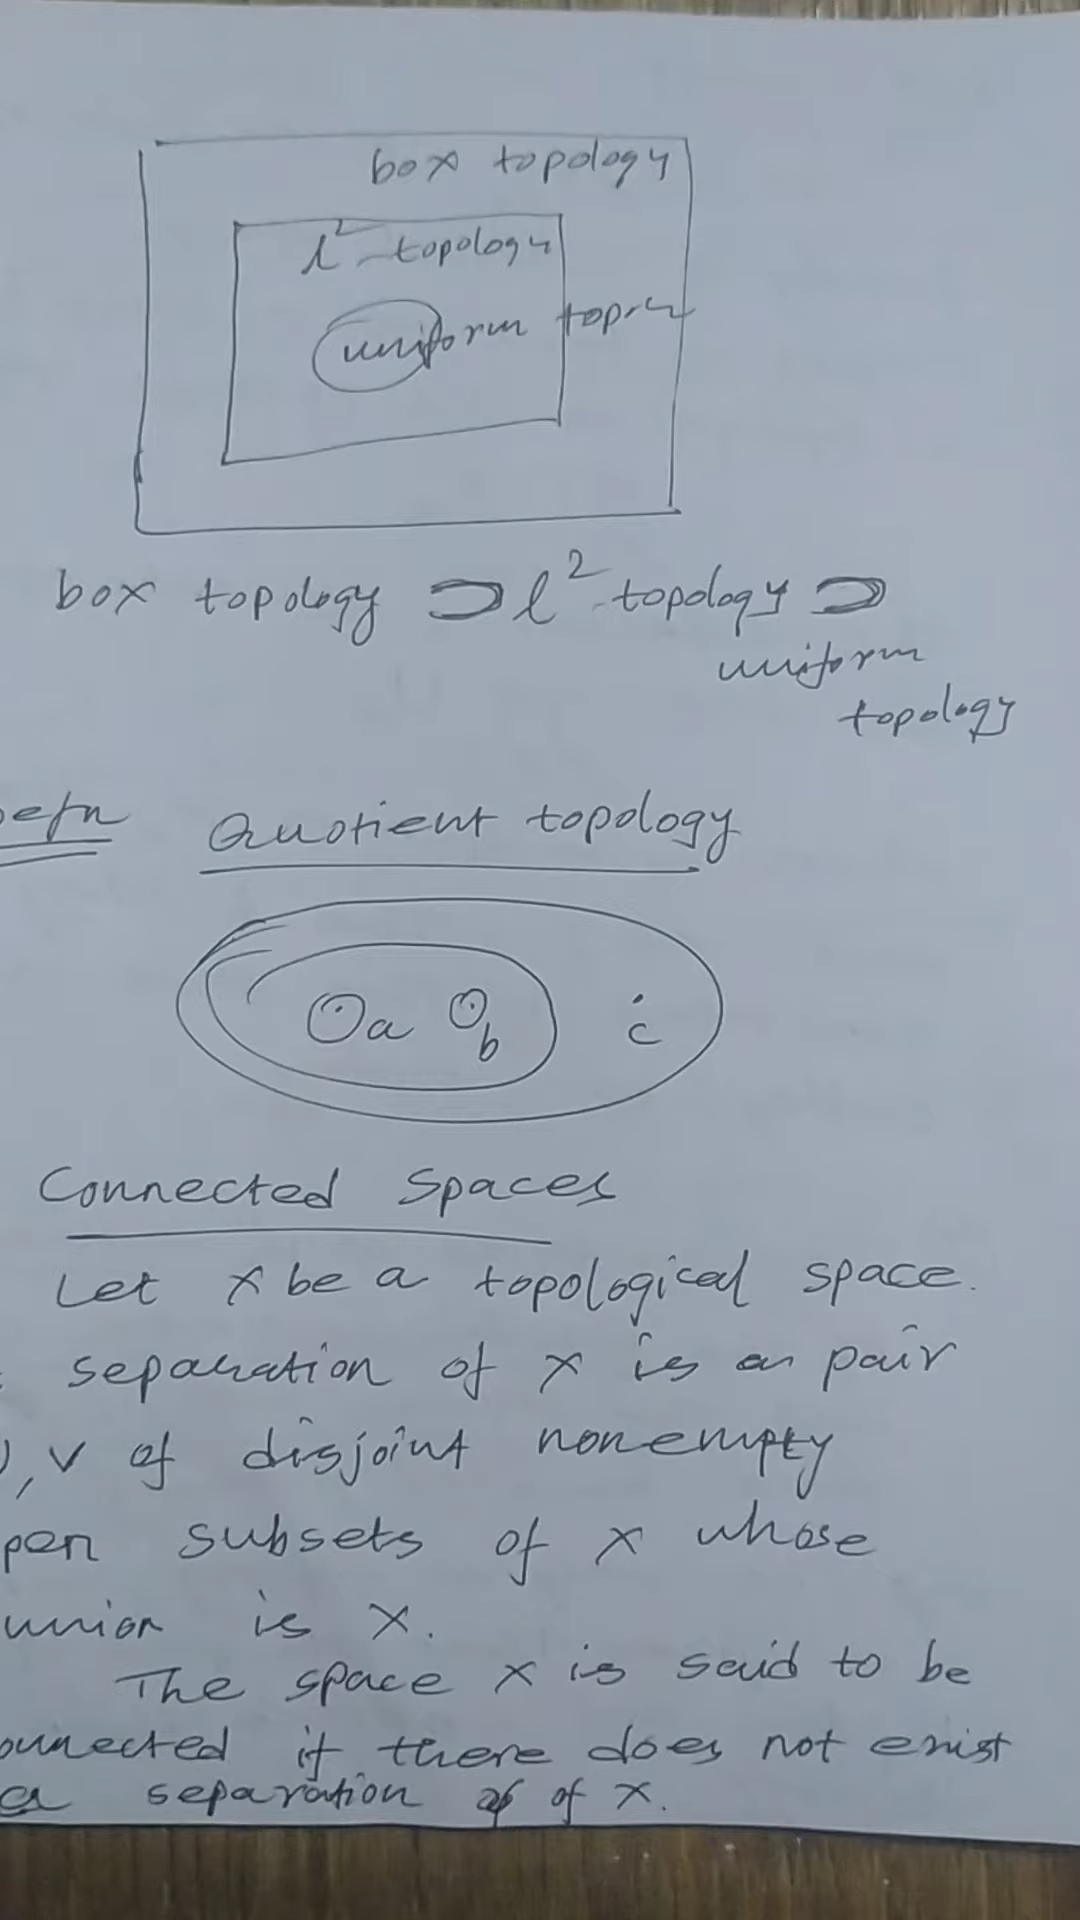 box topology
l² - topology
uniform topo
box topology ⊃ l² - topology ⊃
uniform
topology
Defn Quotient topology
a b c
Connected Spaces
Let X be a topological space.
separation of X is a pair
U, V of disjoint nonempty
open subsets of X whose
union is X.
The space X is said to be
connected if there does not exist
a separation of X.